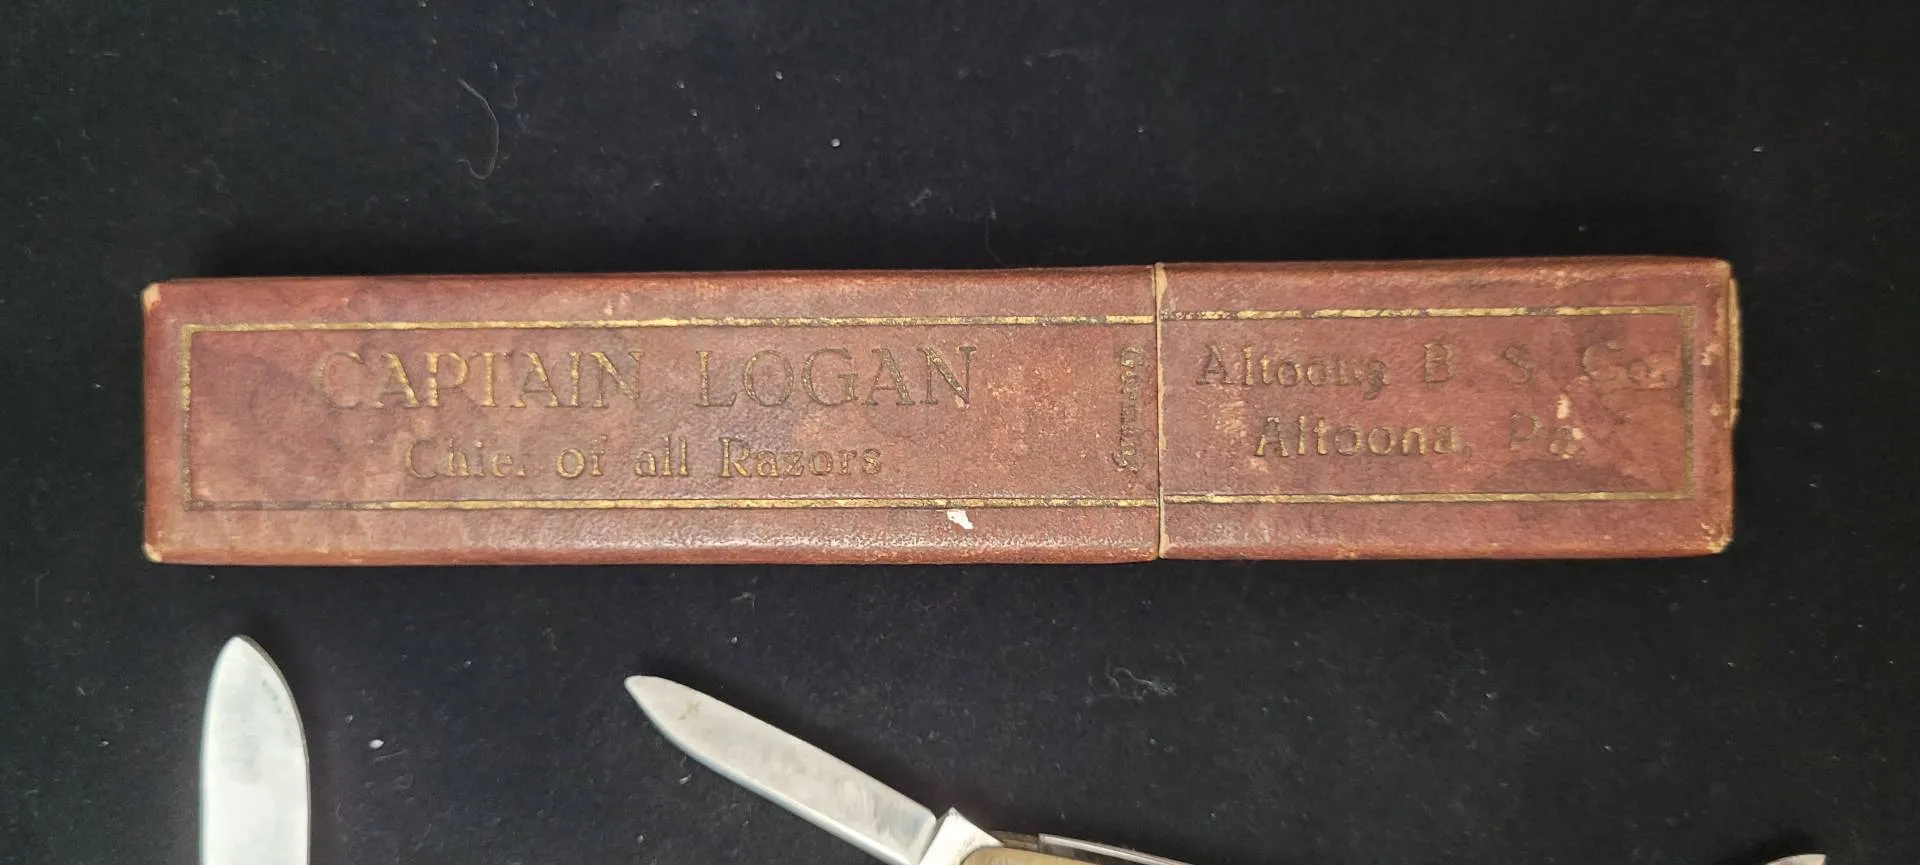 CAPTAIN LOGAN
Chief of all Razors
Germany
Altoona B S Co.
Altoona, Pa.